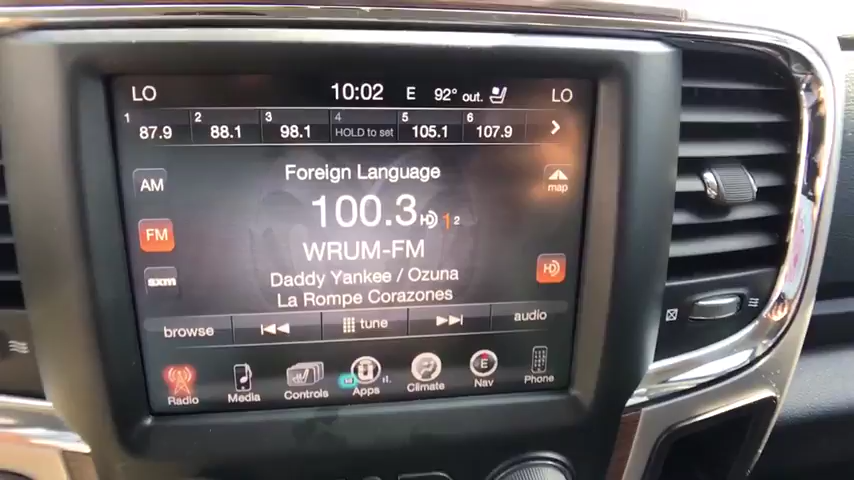 LO 10:02 E 92° out. LO
1 87.9 2 88.1 3 98.1 4 HOLD to set 5 105.1 6 107.9
Foreign Language
AM
map
100.3 HD 1 2
FM
WRUM-FM
HD
Daddy Yankee / Ozuna
sxm
La Rompe Corazones
browse tune audio
E
Radio Media Controls Apps Climate Nav Phone